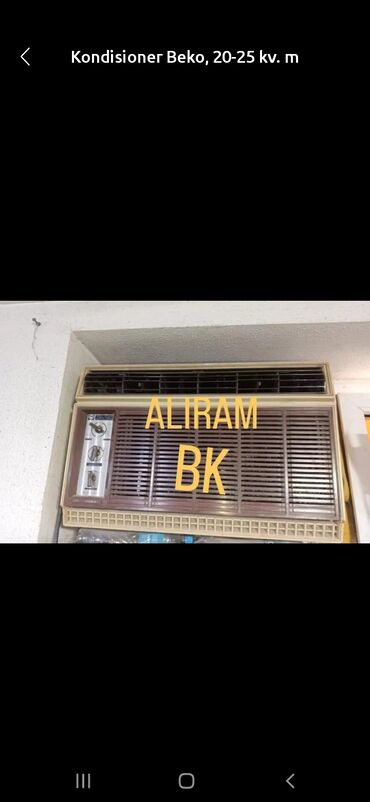 Kondisioner Beko, 20-25 kv. m
ALIRAM
BK